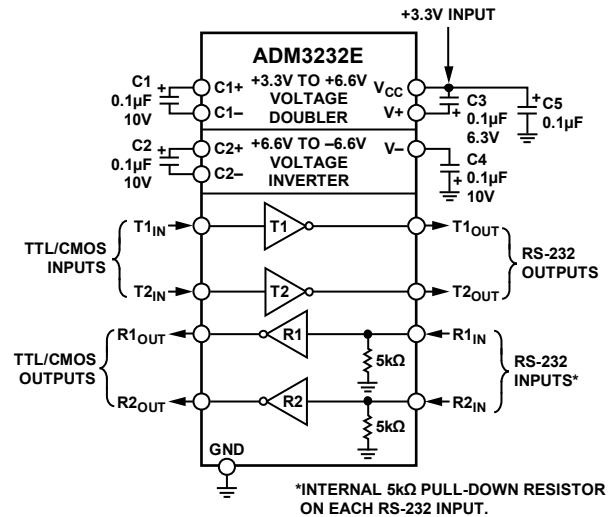 +3.3V INPUT
ADM3232E
C1
0.1µF
10V
+
C1+
C1–
+3.3V TO +6.6V
VOLTAGE
DOUBLER
VCC
V+
+
C3
0.1µF
6.3V
+
C5
0.1µF
C2
0.1µF
10V
+
C2+
C2–
+6.6V TO –6.6V
VOLTAGE
INVERTER
V–
+
C4
0.1µF
10V
TTL/CMOS
INPUTS
T1IN
T1
T1OUT
T2IN
T2
T2OUT
RS-232
OUTPUTS
TTL/CMOS
OUTPUTS
R1OUT
R1
R1IN
5kΩ
R2OUT
R2
R2IN
5kΩ
RS-232
INPUTS*
GND
*INTERNAL 5kΩ PULL-DOWN RESISTOR
ON EACH RS-232 INPUT.